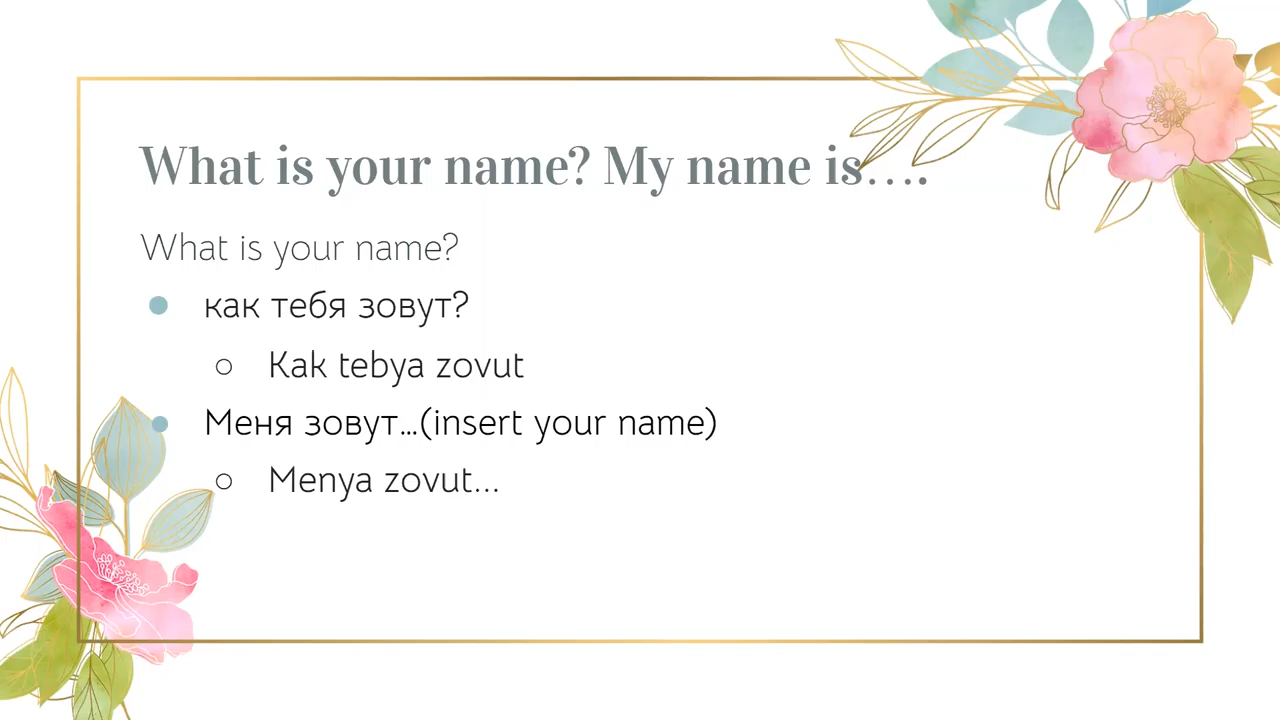 What is your name? My name is....
What is your name?
как тебя зовут?
Kak tebya zovut
Меня зовут...(insert your name)
Menya zovut...